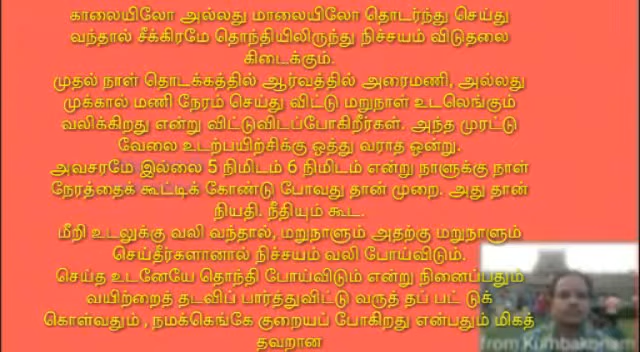 காலையிலோ அல்லது மாலையிலோ தொடர்ந்து செய்து
வந்தால் சீக்கிரமே தொந்தியிலிருந்து நிச்சயம் விடுதலை
கிடைக்கும்.
முதல் நாள் தொடக்கத்தில் ஆர்வத்தில் அரைமணி, அல்லது
முக்கால் மணி நேரம் செய்து விட்டு மறுநாள் உடலெங்கும்
வலிக்கிறது என்று விட்டுவிடப்போகிறீர்கள். அந்த முரட்டு
வேலை உடற்பயிற்சிக்கு ஒத்து வராத ஒன்று.
அவசரமே இல்லை 5 நிமிடம் 6 நிமிடம் என்று நாளுக்கு நாள்
நேரத்தைக் கூட்டிக் கோண்டு போவது தான் முறை. அது தான்
நியதி. நீதியும் கூட.
மீறி உடலுக்கு வலி வந்தால், மறுநாளும் அதற்கு மறுநாளும்
செய்தீர்களானால் நிச்சயம் வலி போய்விடும்.
செய்த உடனேயே தொந்தி போய்விடும் என்று நினைப்பதும்
வயிற்றைத் தடவிப் பார்த்துவிட்டு வருத் தப் பட் டுக்
கொள்வதும் , நமக்கெங்கே குறையப் போகிறது என்பதும் மிகத்
தவறான
from Kumbakonam